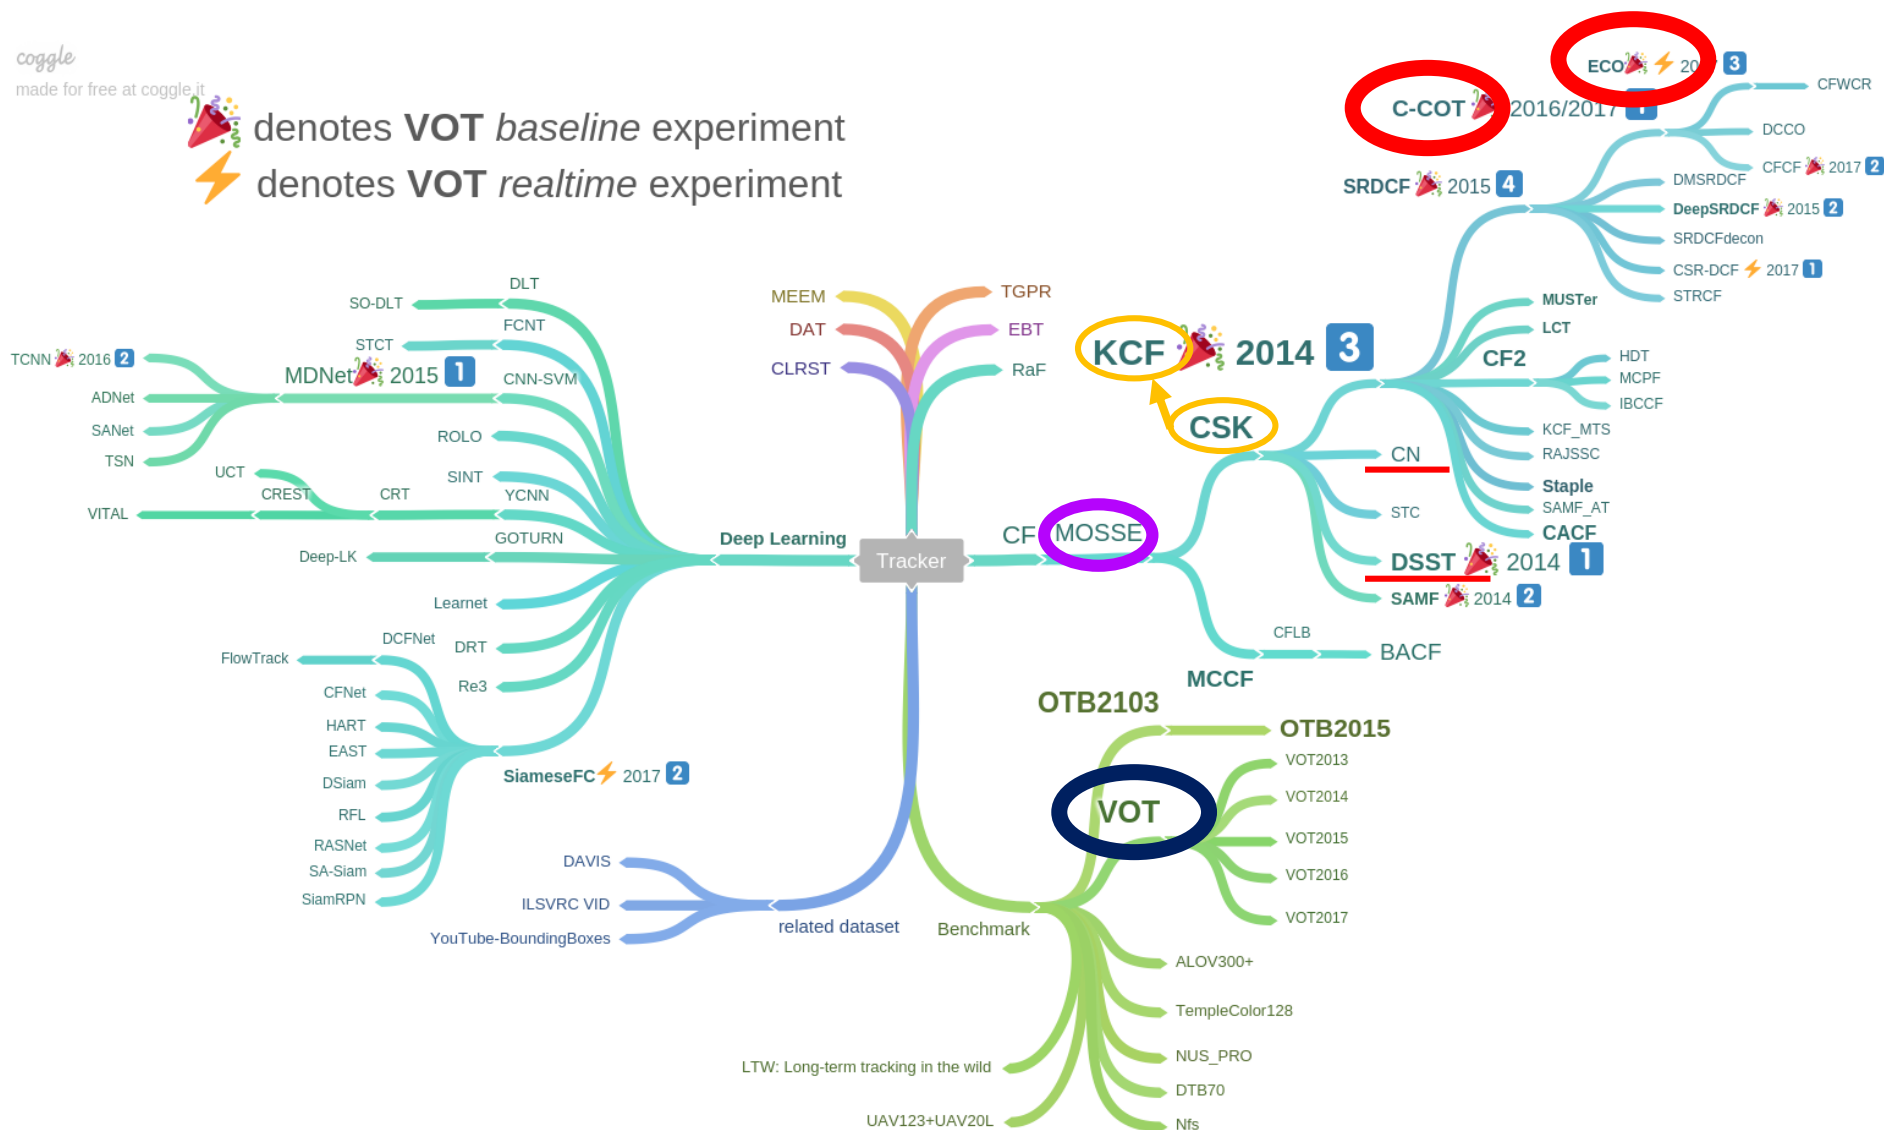 coggle
made for free at coggle.it
denotes VOT baseline experiment
denotes VOT realtime experiment
ECO
3
CFWCR
C-COT 2016/2017
DCCO
CFCF 2017 2
SRDCF 2015 4
DMSRDCF
DeepSRDCF 2015 2
SRDCFdecon
CSR-DCF 2017 1
STRCF
MUSTer
LCT
KCF 2014 3
CF2
HDT
MCPF
IBCCF
CSK
KCF_MTS
RAJSSC
Staple
SAMF_AT
CACF
CN
STC
DSST 2014 1
SAMF 2014 2
CF
MOSSE
CFLB
BACF
MCCF
MEEM
DAT
CLRST
TGPR
EBT
RaF
Tracker
Deep Learning
DLT
SO-DLT
FCNT
STCT
CNN-SVM
MDNet 2015 1
TCNN 2016 2
ADNet
SANet
TSN
ROLO
SINT
YCNN
CRT
CREST
UCT
VITAL
GOTURN
Deep-LK
Learnet
DRT
Re3
DCFNet
FlowTrack
CFNet
HART
EAST
DSiam
RFL
RASNet
SA-Siam
SiamRPN
SiameseFC 2017 2
related dataset
DAVIS
ILSVRC VID
YouTube-BoundingBoxes
Benchmark
OTB2103
OTB2015
VOT
VOT2013
VOT2014
VOT2015
VOT2016
VOT2017
ALOV300+
TempleColor128
NUS_PRO
DTB70
Nfs
LTW: Long-term tracking in the wild
UAV123+UAV20L